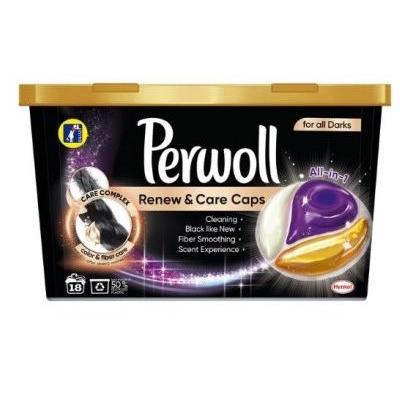 for all Darks
Perwoll
All-in-1
Renew & Care Caps
CARE COMPLEX
color & fiber care
Cleaning •
Black like New •
Fiber Smoothing •
Scent Experience •
18
50%
Henkel